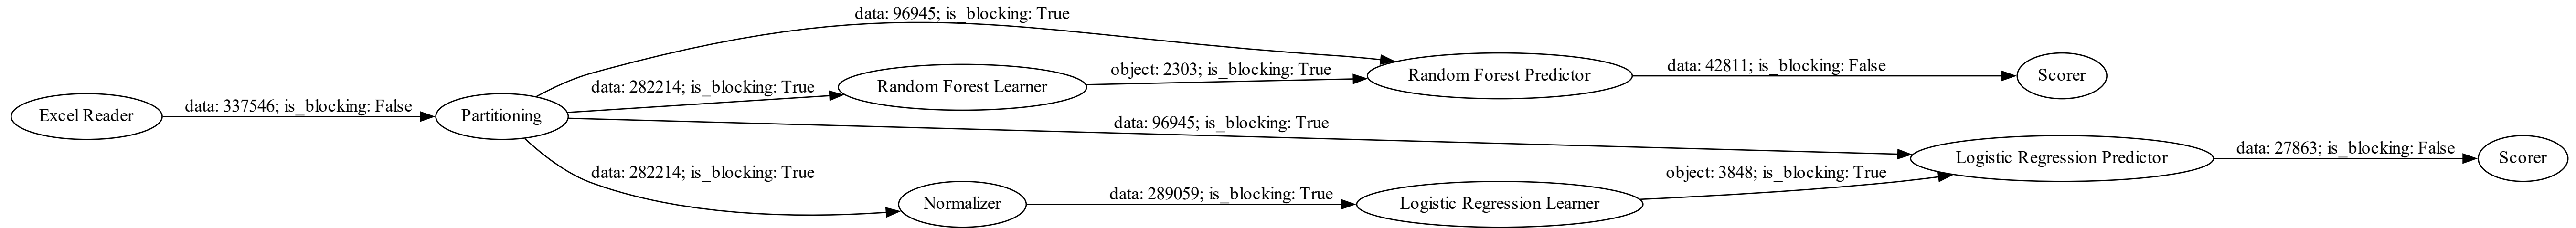 data: 96945; is_blocking: True
Excel Reader
data: 337546; is_blocking: False
Partitioning
data: 282214; is_blocking: True
Random Forest Learner
object: 2303; is_blocking: True
Random Forest Predictor
data: 42811; is_blocking: False
Scorer
data: 96945; is_blocking: True
Logistic Regression Predictor
data: 27863; is_blocking: False
Scorer
data: 282214; is_blocking: True
Normalizer
data: 289059; is_blocking: True
Logistic Regression Learner
object: 3848; is_blocking: True